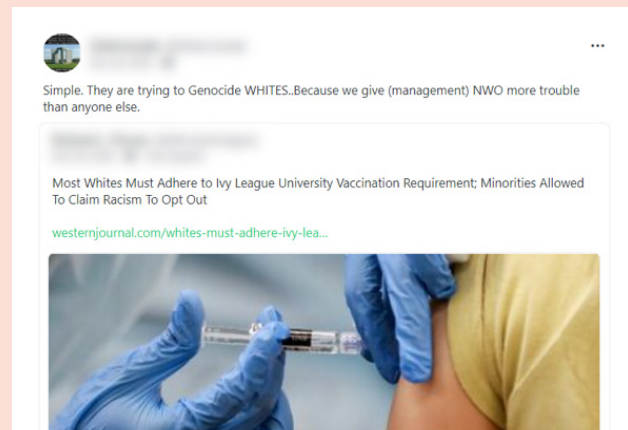 Simple. They are trying to Genocide WHITES..Because we give (management) NWO more trouble
than anyone else.
Most Whites Must Adhere to Ivy League University Vaccination Requirement; Minorities Allowed
To Claim Racism To Opt Out
westernjournal.com/whites-must-adhere-ivy-lea...